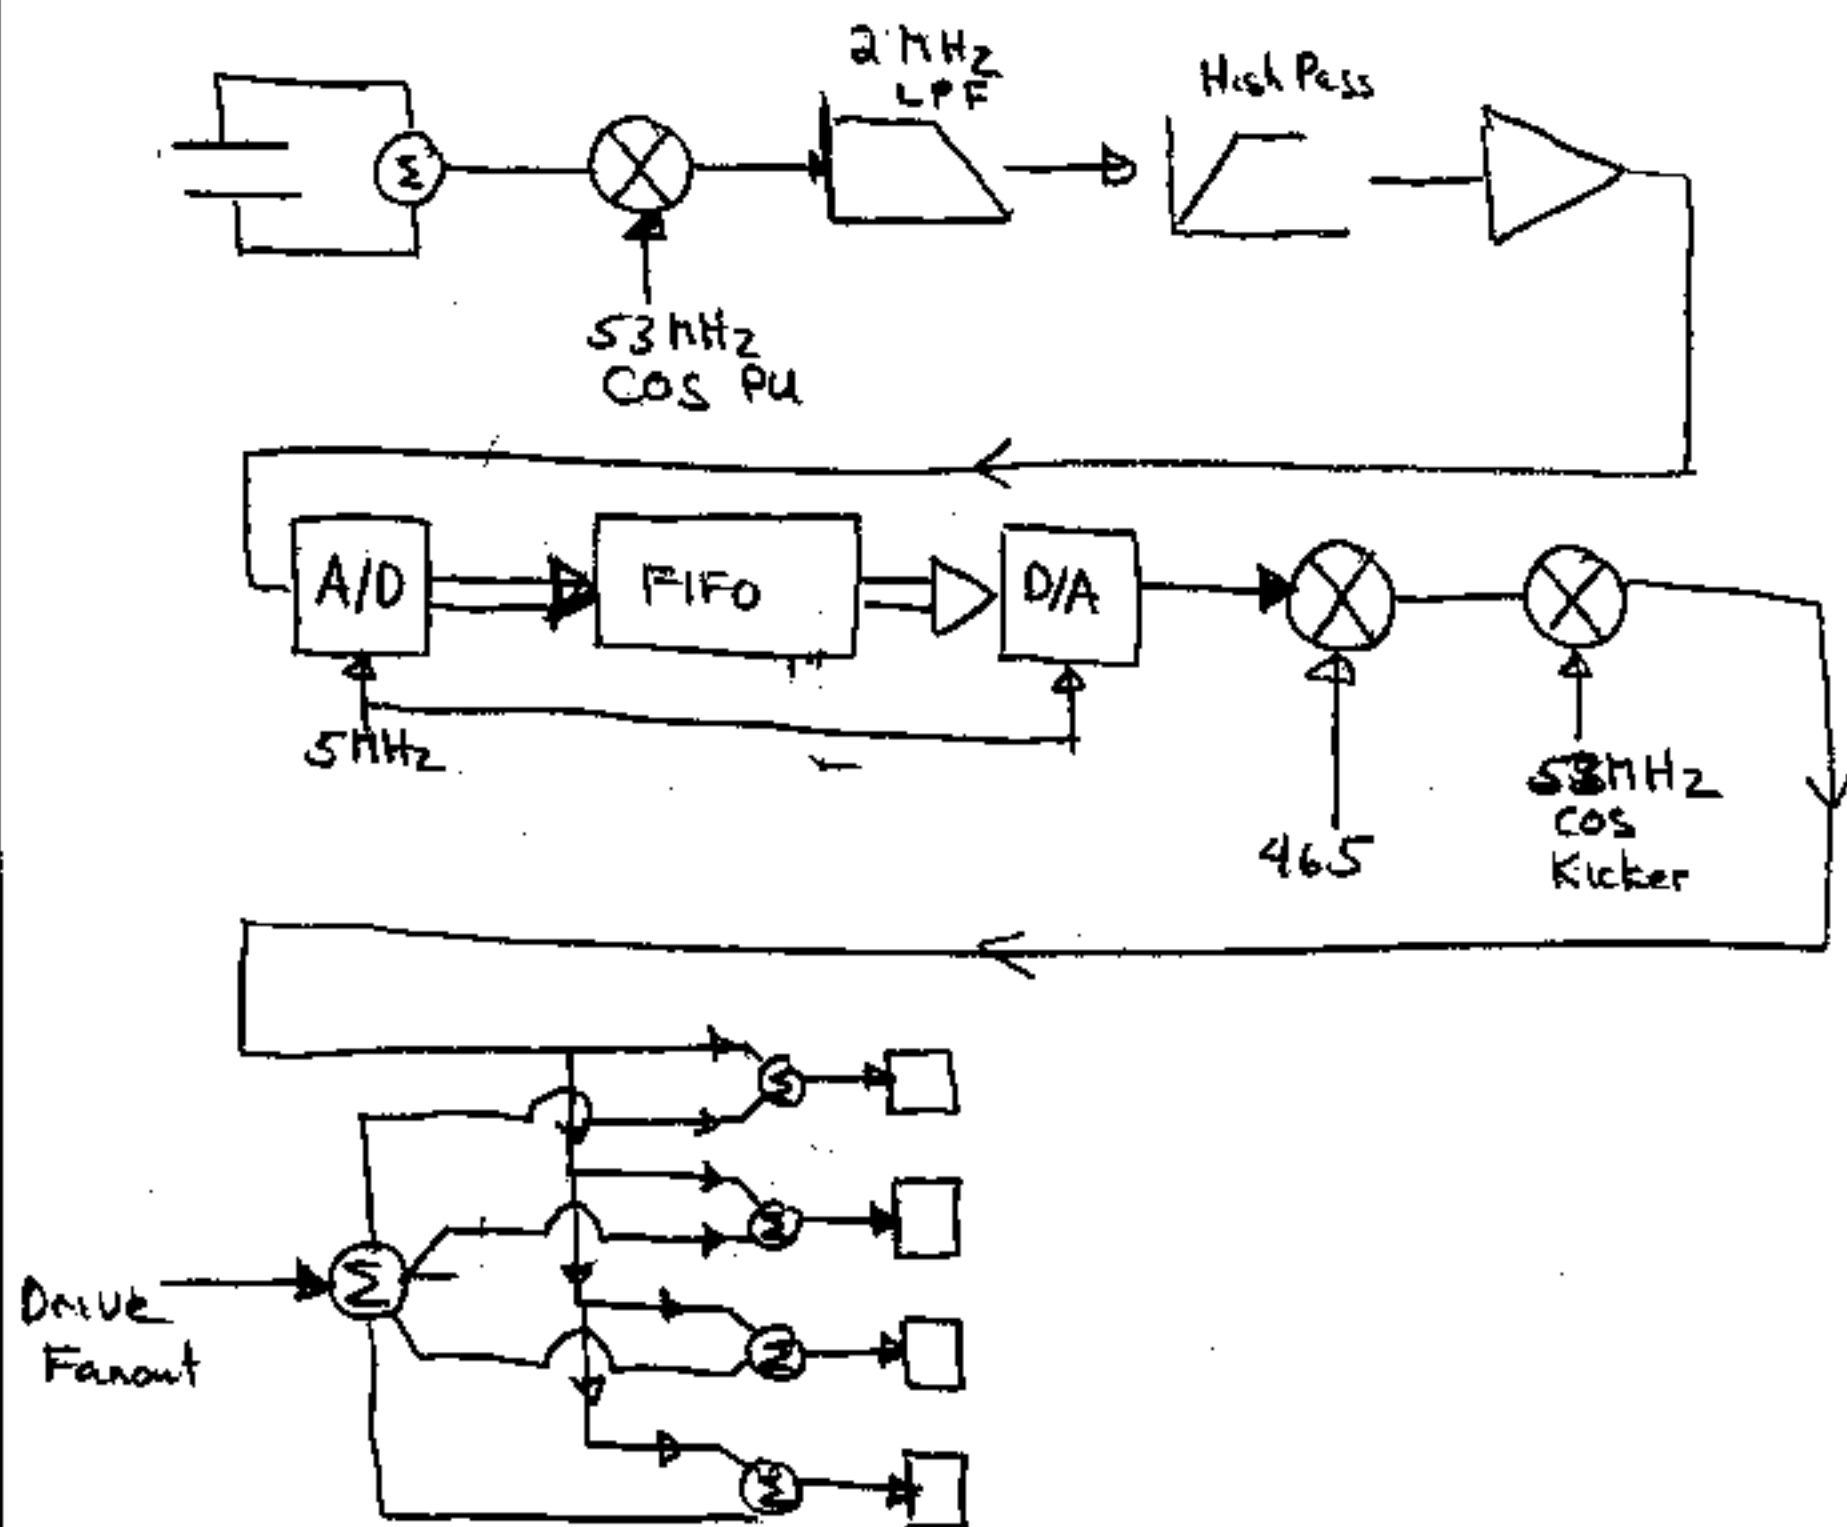 2 MHz
LPF
High Pass
Σ
53 MHz
Cos PU
A/D
FIFO
D/A
5 MHz
465
53 MHz
Cos
Kicker
Σ
Σ
Σ
Drive
Fanout
Σ
Σ